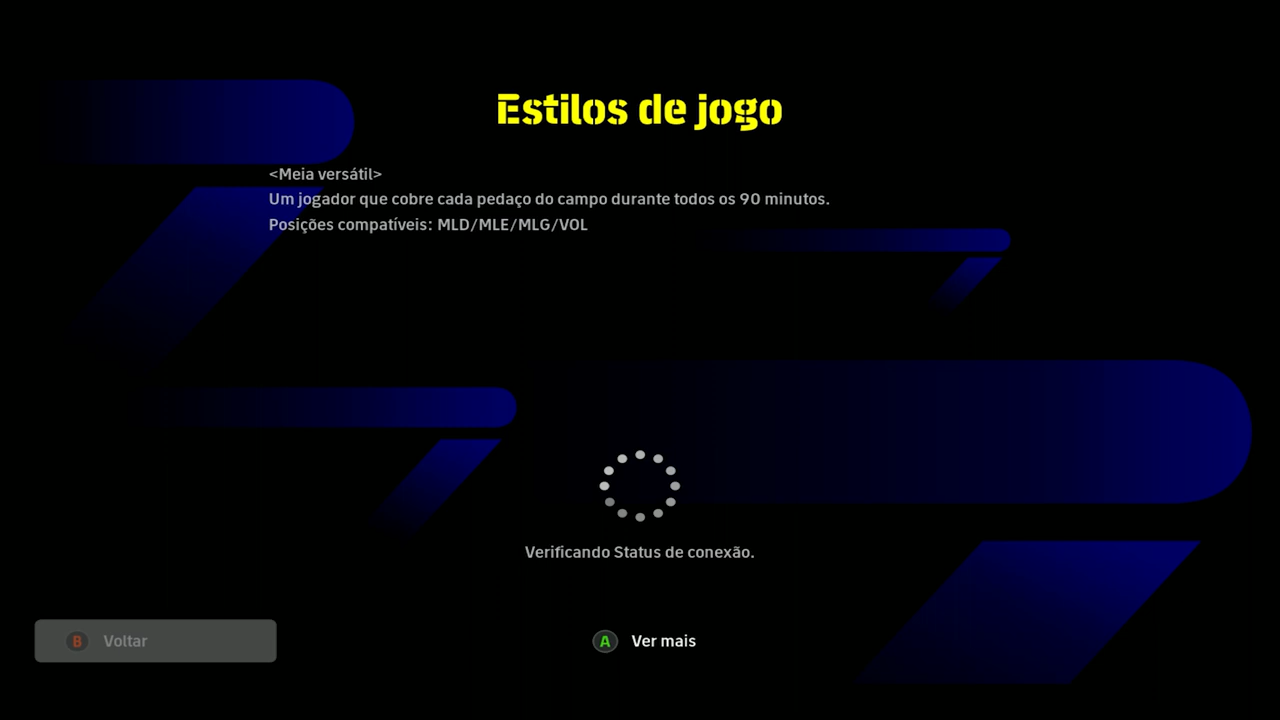 Estilos de jogo
<Meia versátil>
Um jogador que cobre cada pedaço do campo durante todos os 90 minutos.
Posições compatíveis: MLD/MLE/MLG/VOL
Verificando Status de conexão.
B Voltar
A Ver mais